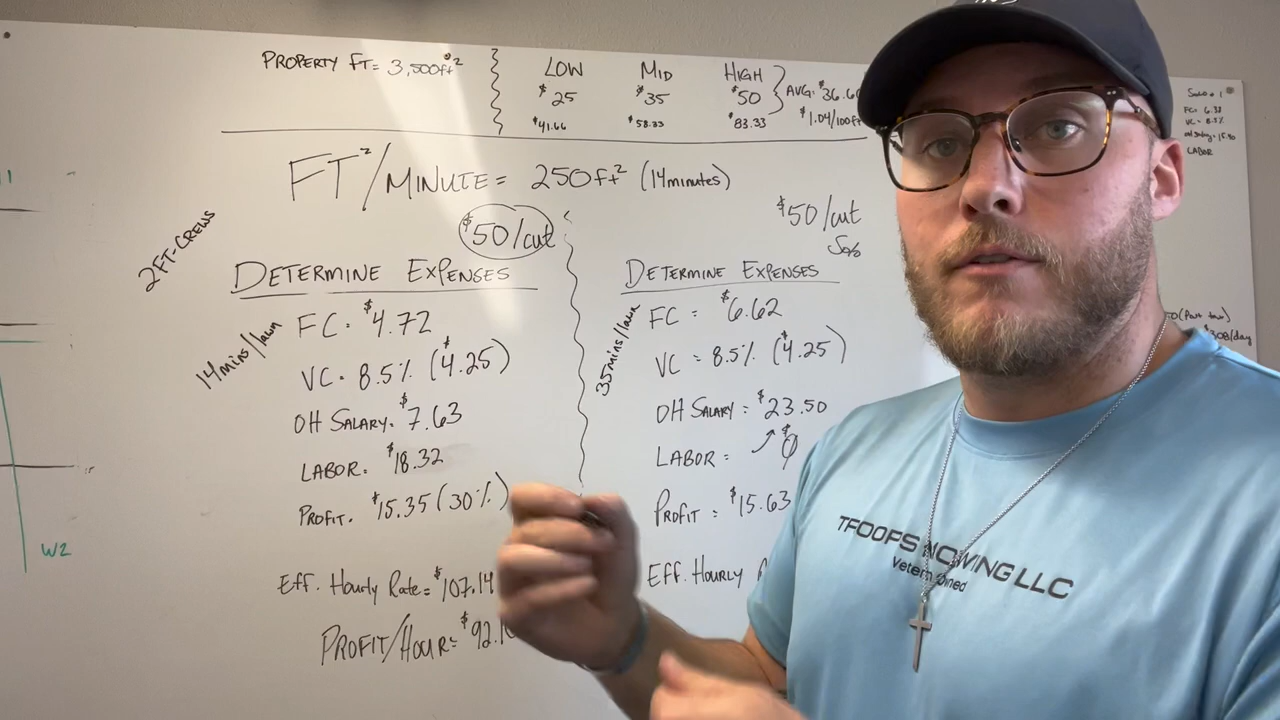 PROPERTY FT= 3,500ft²
LOW MID HIGH
$25 $35 $50 AVG: $36.6
$41.66 $58.33 $83.33 $1.04/100ft
FT²/MINUTE = 250ft² (14minutes)
2FT-CREWS
$50/cut
DETERMINE EXPENSES
14mins/lawn
FC = $4.72
VC = 8.5% ($4.25)
OH SALARY = $7.63
LABOR = $18.32
PROFIT = $15.35 (30%)
Eff. Hourly Rate = $107.14
PROFIT/HOUR = $92.1
$50/cut
Solo
DETERMINE EXPENSES
35mins/lawn
FC = $6.62
VC = 8.5% ($4.25)
OH SALARY = $23.50
LABOR =
PROFIT = $15.63
Eff. Hourly
W2
FC = 6.38
VC = 8.5%
LABOR
$308/day
TFOOFS MOWING LLC
Veteran Owned